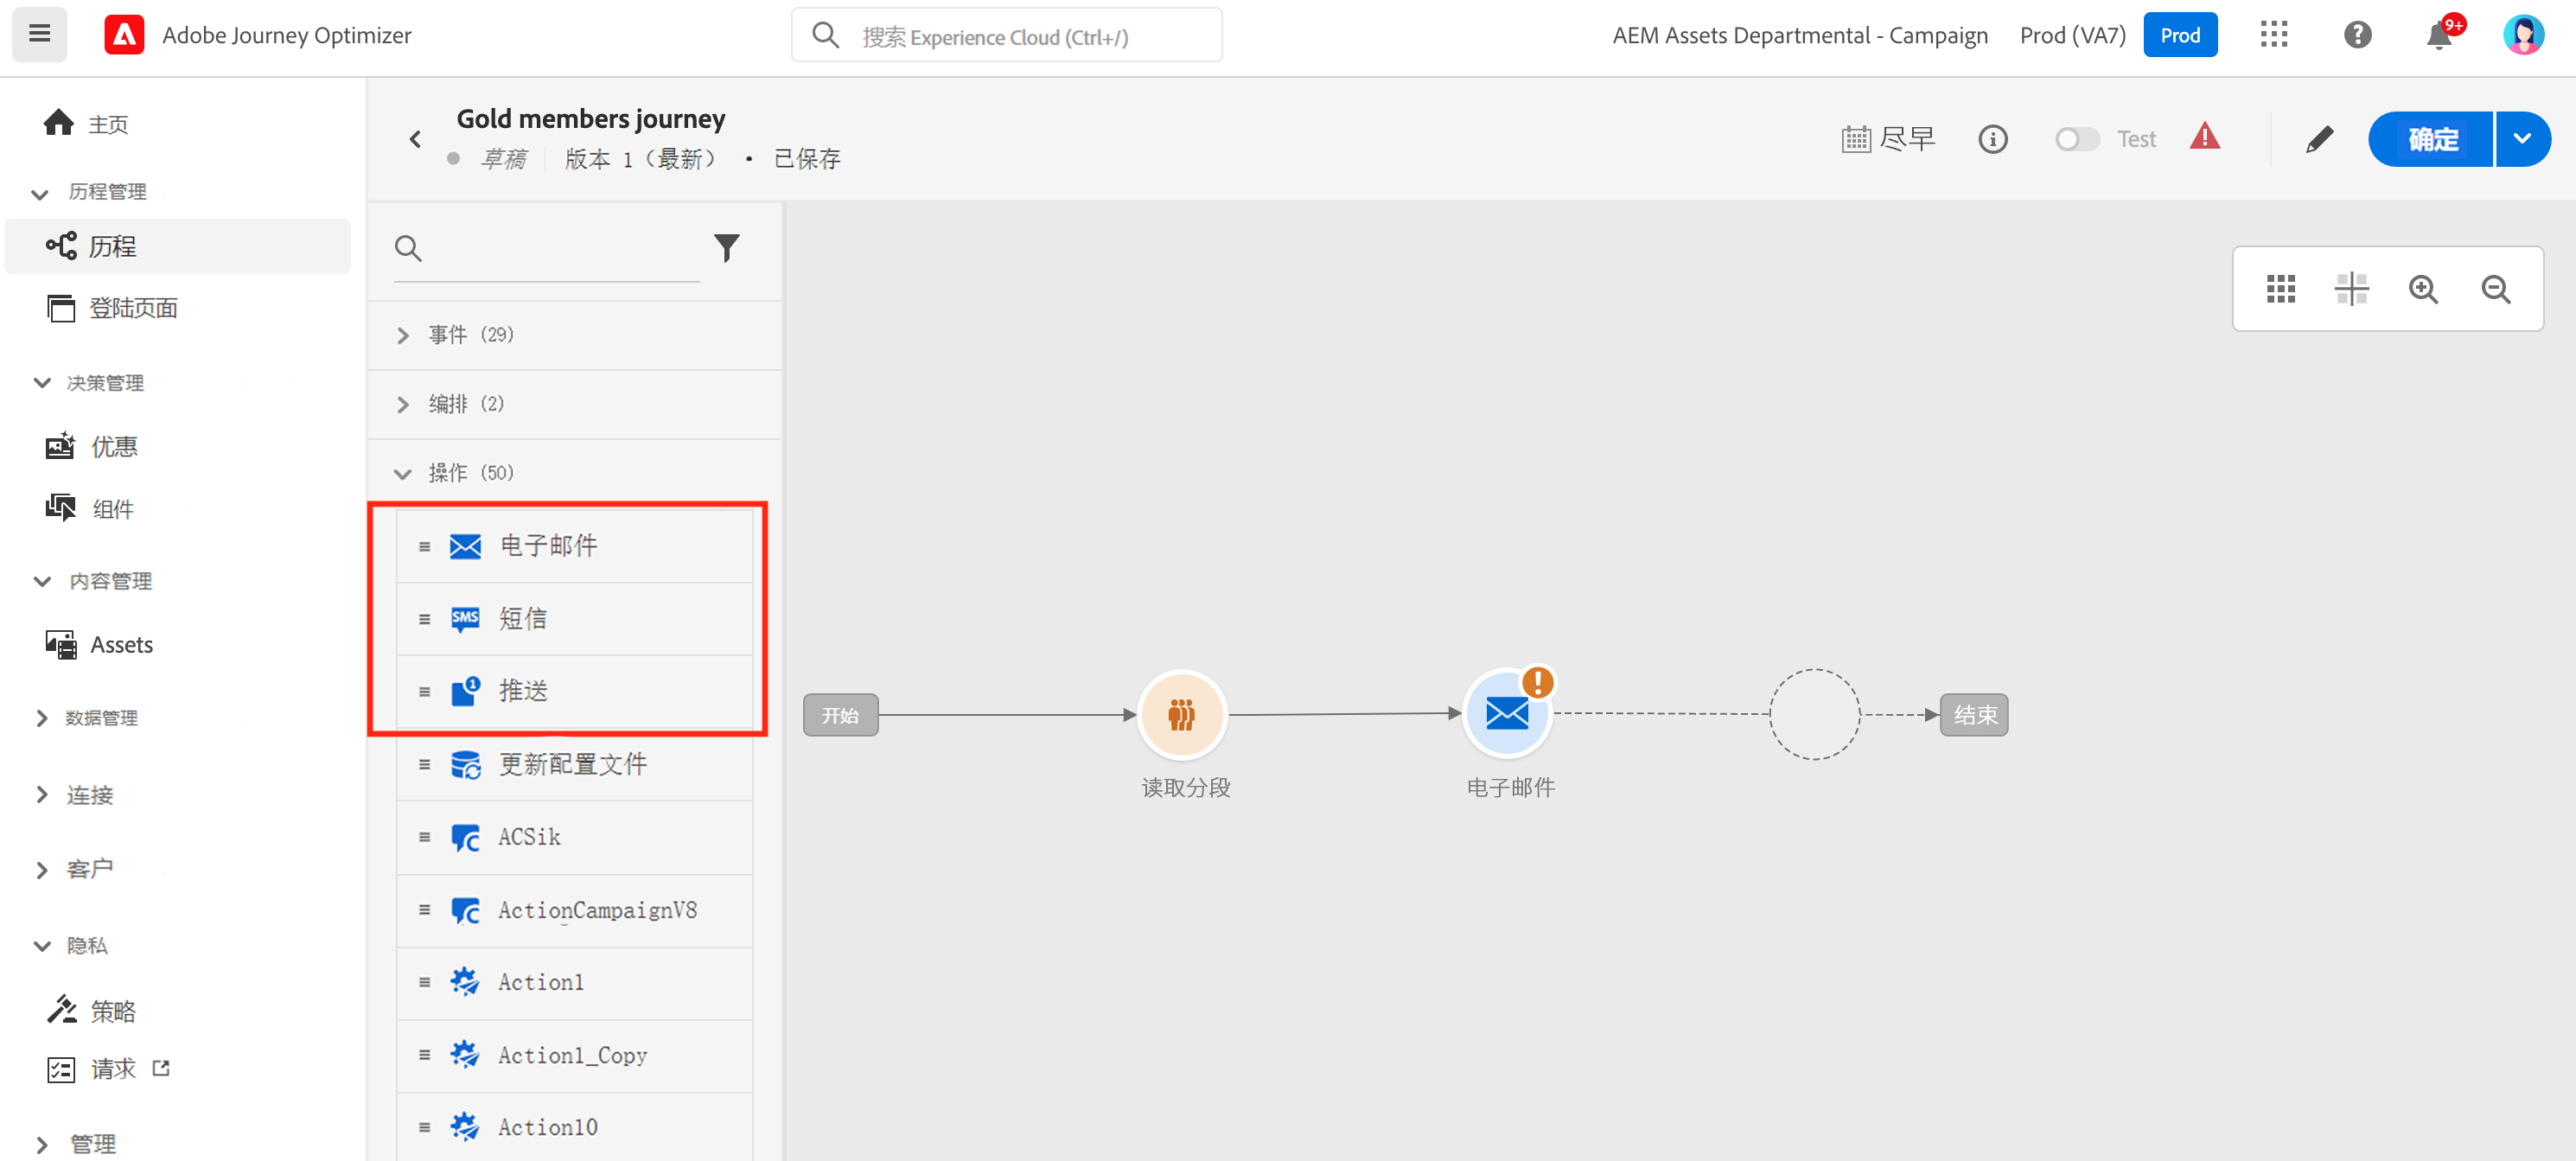 Adobe Journey Optimizer
搜索 Experience Cloud (Ctrl+/)
AEM Assets Departmental - Campaign
Prod (VA7)
Prod
9+
主页
历程管理
历程
登陆页面
决策管理
优惠
组件
内容管理
Assets
数据管理
连接
客户
隐私
策略
请求
管理
Gold members journey
草稿
版本 1（最新） • 已保存
尽早
Test
确定
事件 (29)
编排 (2)
操作 (50)
电子邮件
SMS 短信
1 推送
更新配置文件
ACSik
ActionCampaignV8
Action1
Action1_Copy
Action10
开始
读取分段
电子邮件
结束